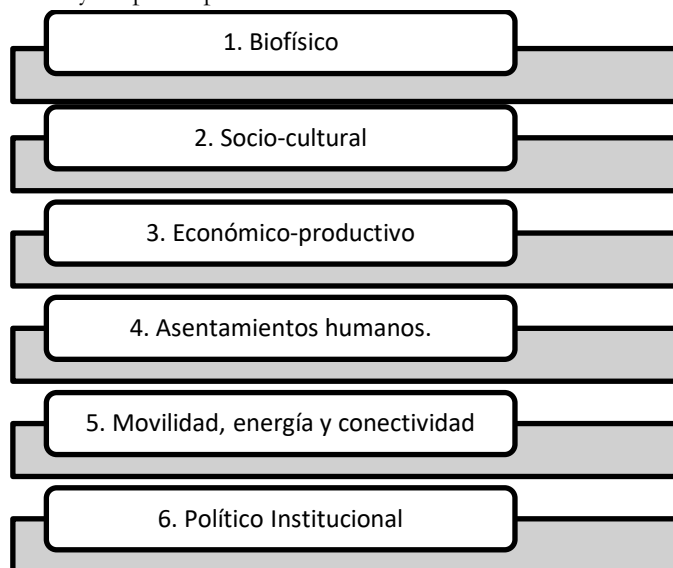 1. Biofísico
2. Socio-cultural
3. Económico-productivo
4. Asentamientos humanos.
5. Movilidad, energía y conectividad
6. Político Institucional